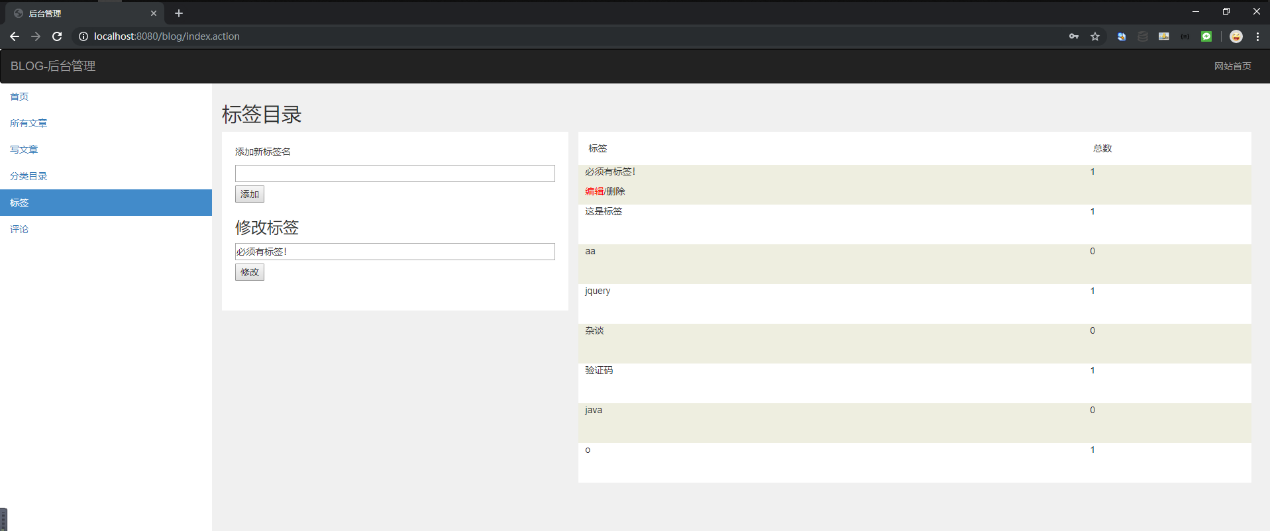 后台管理
localhost:8080/blog/Index.action
BLOG-后台管理
网站首页
首页
所有文章
写文章
分类目录
标签
评论
标签目录
添加新标签名
添加
修改标签
必须有标签!
修改
标签 总数
必须有标签! 1
编辑/删除
这是标签 1
aa 0
jquery 1
杂谈 0
验证码 1
java 0
o 1